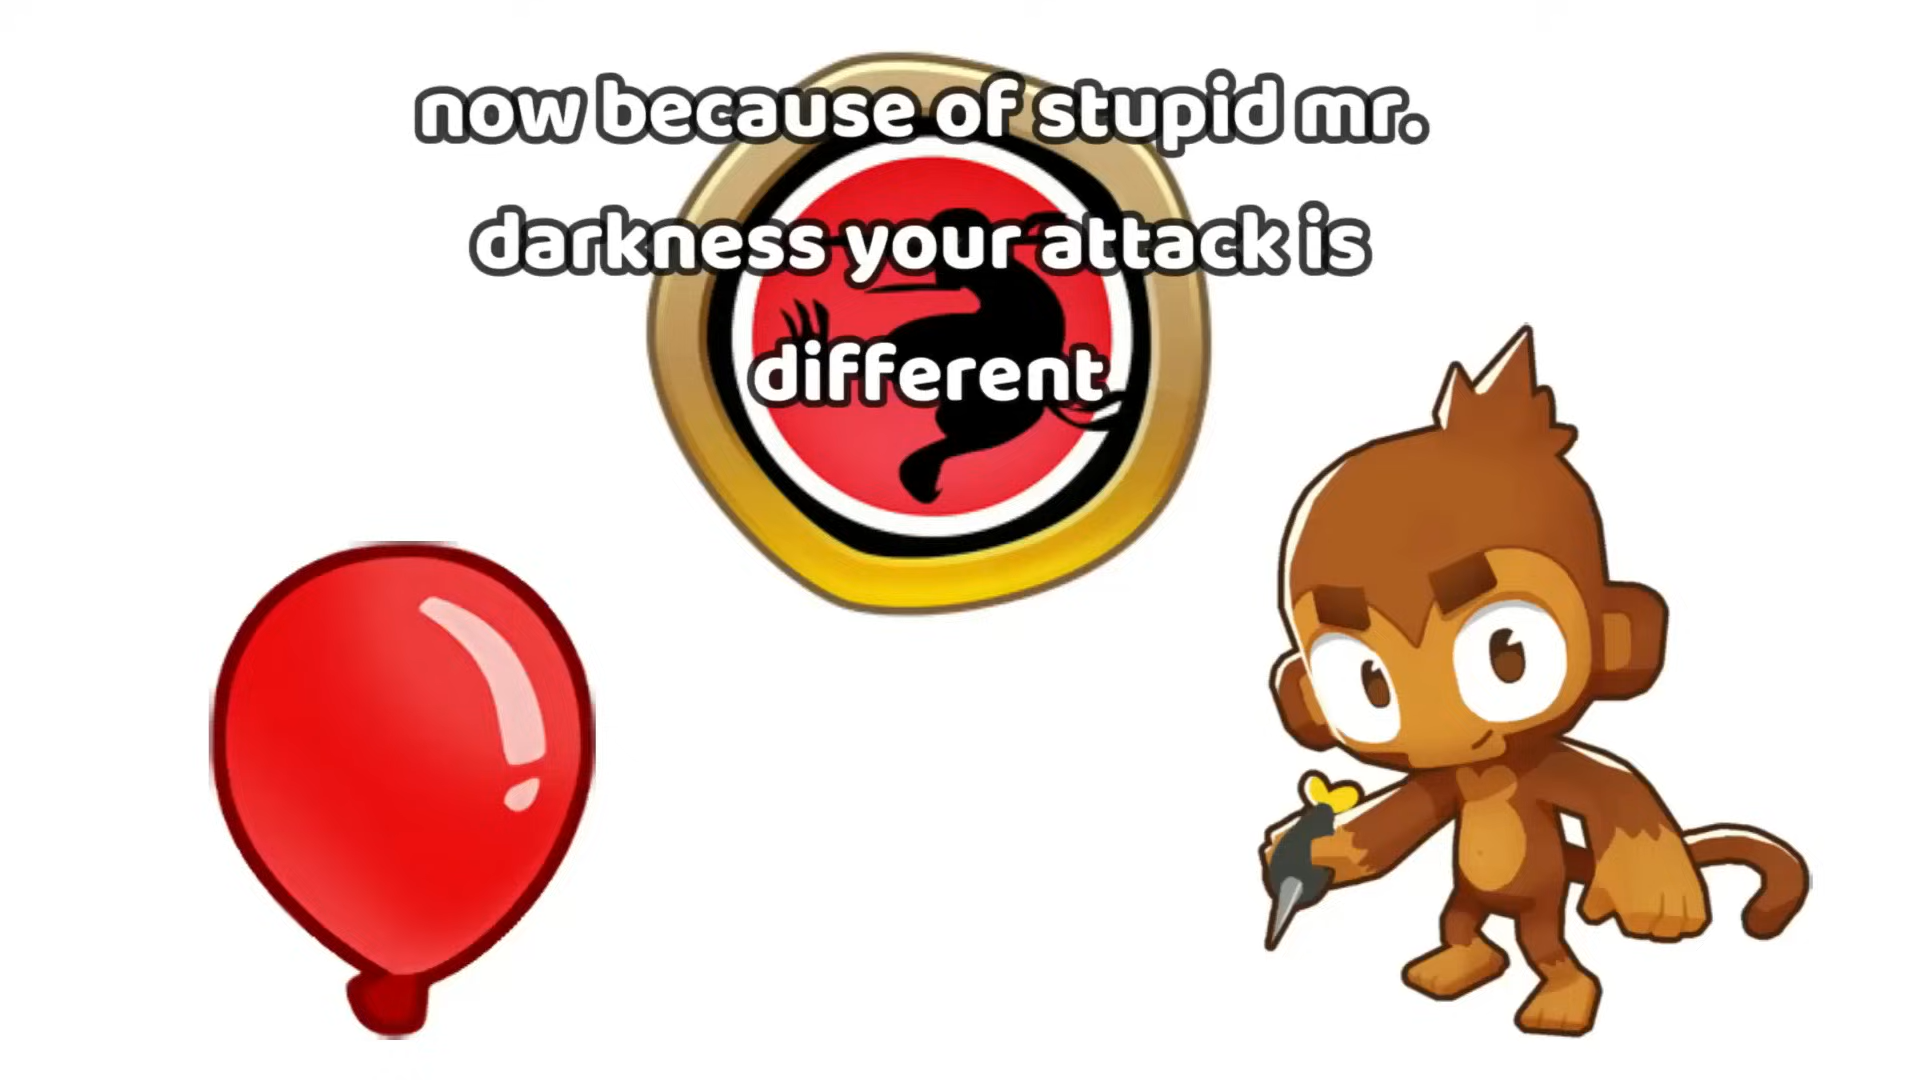 now because of stupid mr.
darkness your attack is
different